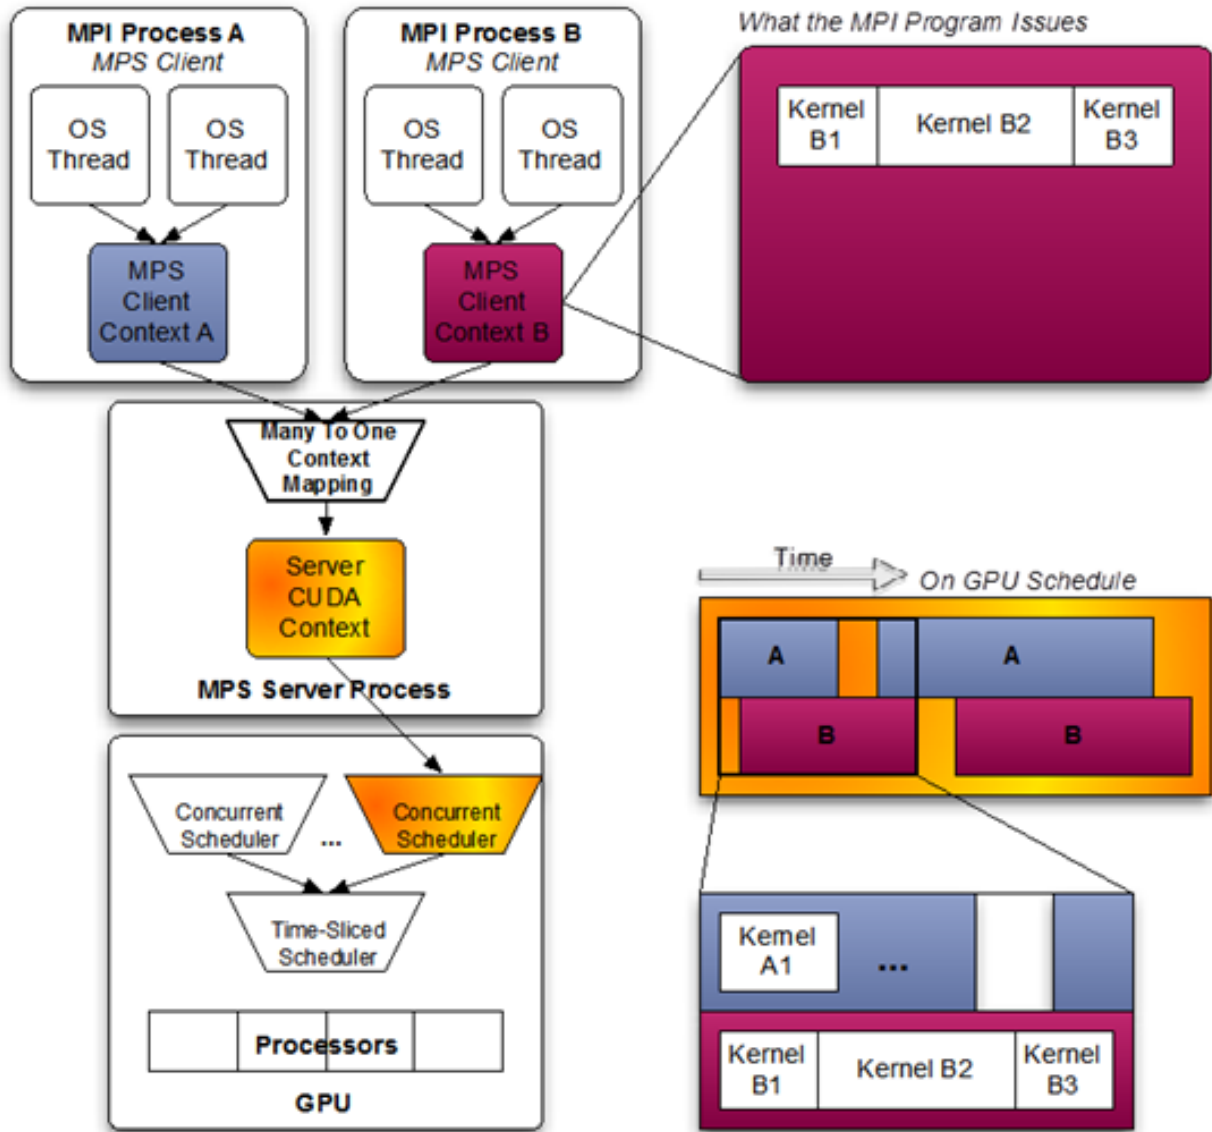 MPI Process A
MPS Client
OS
Thread
OS
Thread
MPS
Client
Context A
MPI Process B
MPS Client
OS
Thread
OS
Thread
MPS
Client
Context B
What the MPI Program Issues
Kernel
B1
Kernel B2
Kernel
B3
Many To One
Context
Mapping
Server
CUDA
Context
MPS Server Process
Concurrent
Scheduler
...
Concurrent
Scheduler
Time-Sliced
Scheduler
Processors
GPU
Time
On GPU Schedule
A
A
B
B
Kernel
A1
...
Kernel
B1
Kernel B2
Kernel
B3